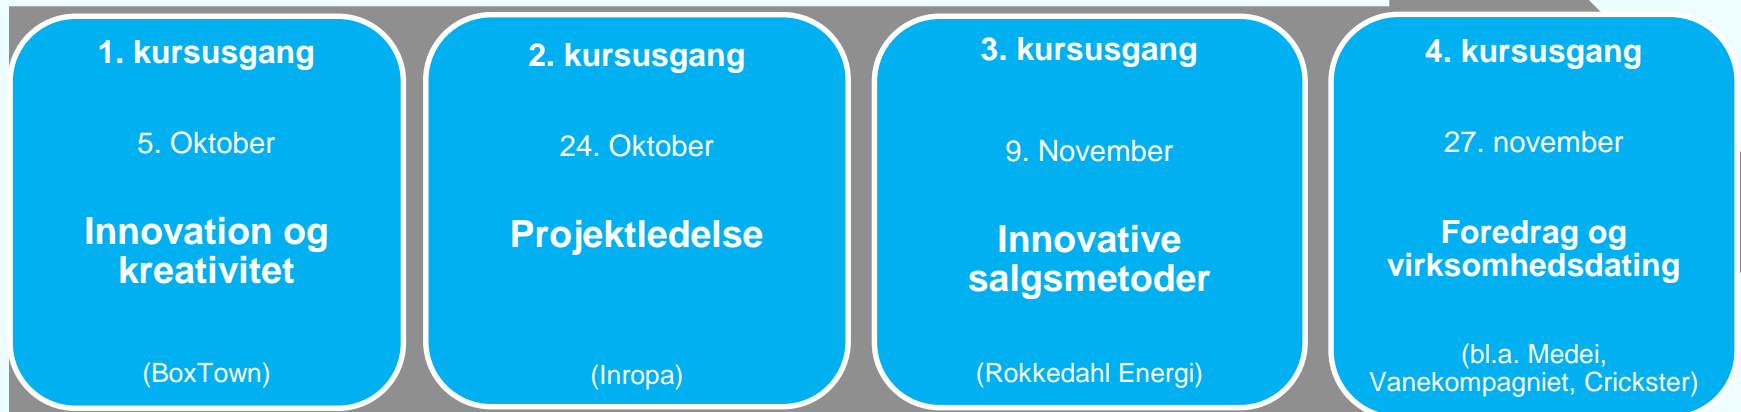 1. kursusgang
5. Oktober
Innovation og
kreativitet
(BoxTown)
2. kursusgang
24. Oktober
Projektledelse
(Inropa)
3. kursusgang
9. November
Innovative
salgsmetoder
(Rokkedahl Energi)
4. kursusgang
27. november
Foredrag og
virksomhedsdating
(bl.a. Medei,
Vanekompagniet, Crickster)